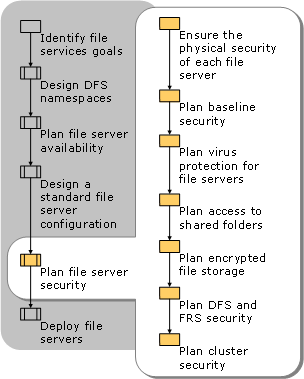 Identify file
services goals
Design DFS
namespaces
Plan file server
availability
Design a
standard file
server
configuration
Plan file server
security
Deploy file
servers
Ensure the
physical security
of each file
server
Plan baseline
security
Plan virus
protection for
file servers
Plan access to
shared folders
Plan encrypted
file storage
Plan DFS and
FRS security
Plan cluster
security